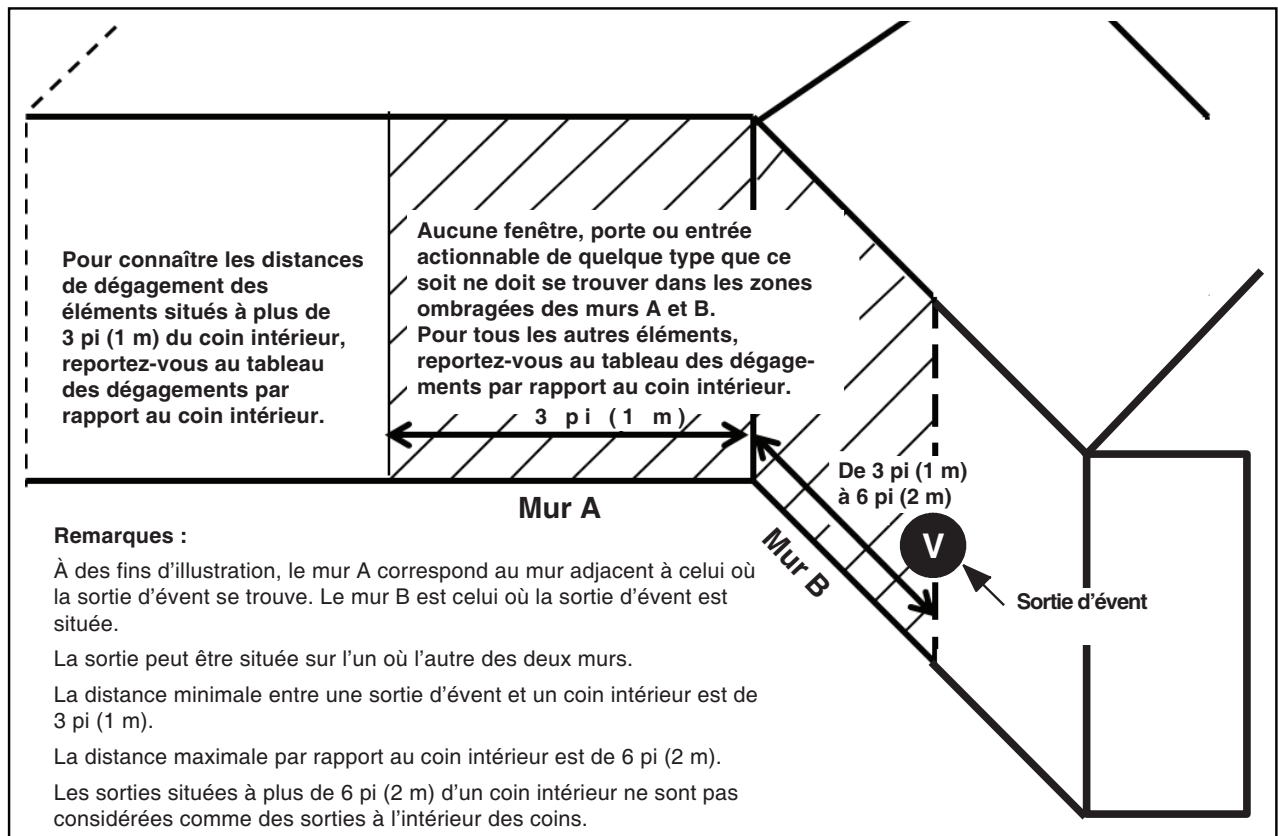 Pour connaître les distances
de dégagement des
éléments situés à plus de
3 pi (1 m) du coin intérieur,
reportez-vous au tableau
des dégagements par
rapport au coin intérieur.
Aucune fenêtre, porte ou entrée
actionnable de quelque type que ce
soit ne doit se trouver dans les zones
ombragées des murs A et B.
Pour tous les autres éléments,
reportez-vous au tableau des dégage-
ments par rapport au coin intérieur.
3 pi (1 m)
De 3 pi (1 m)
à 6 pi (2 m)
Mur A
Mur B
V
Sortie d'évent
Remarques :
À des fins d'illustration, le mur A correspond au mur adjacent à celui où
la sortie d'évent se trouve. Le mur B est celui où la sortie d'évent est
située.
La sortie peut être située sur l'un où l'autre des deux murs.
La distance minimale entre une sortie d'évent et un coin intérieur est de
3 pi (1 m).
La distance maximale par rapport au coin intérieur est de 6 pi (2 m).
Les sorties situées à plus de 6 pi (2 m) d'un coin intérieur ne sont pas
considérées comme des sorties à l'intérieur des coins.